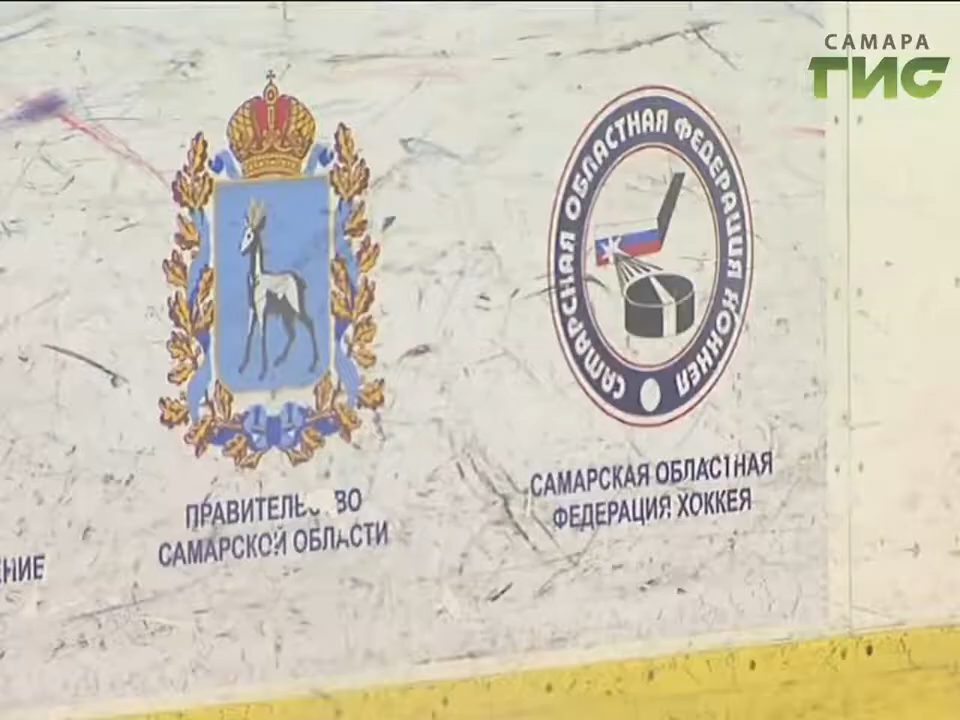 САМАРА
ГИС
САМАРСКАЯ ОБЛАСТНАЯ ФЕДЕРАЦИЯ ХОККЕЯ
САМАРСКАЯ ОБЛАСТНАЯ
ФЕДЕРАЦИЯ ХОККЕЯ
ПРАВИТЕЛЬСТВО
САМАРСКОЙ ОБЛАСТИ